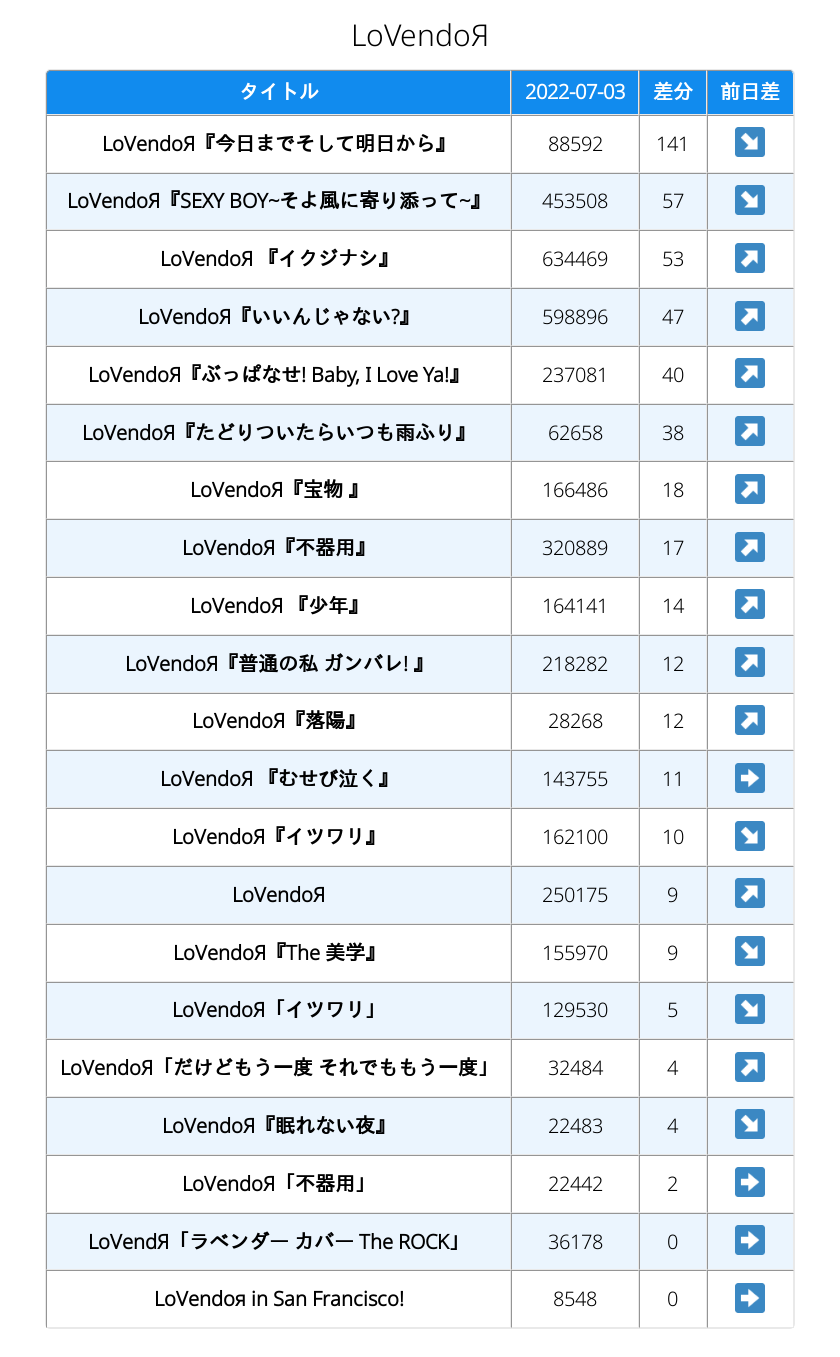 LoVendoЯ
タイトル 2022-07-03 差分 前日差
LoVendoЯ『今日までそして明日から』 88592 141 ↘
LoVendoЯ『SEXY BOY~そよ風に寄り添って~』 453508 57 ↘
LoVendoЯ 『イクジナシ』 634469 53 ↗
LoVendoЯ『いいんじゃない?』 598896 47 ↗
LoVendoЯ『ぶっぱなせ! Baby, I Love Ya!』 237081 40 ↗
LoVendoЯ『たどりついたらいつも雨ふり』 62658 38 ↗
LoVendoЯ『宝物 』 166486 18 ↗
LoVendoЯ『不器用』 320889 17 ↗
LoVendoЯ 『少年』 164141 14 ↗
LoVendoЯ『普通の私 ガンバレ! 』 218282 12 ↗
LoVendoЯ『落陽』 28268 12 ↗
LoVendoЯ 『むせび泣く』 143755 11 ➡
LoVendoЯ『イツワリ』 162100 10 ↘
LoVendoЯ 250175 9 ↗
LoVendoЯ『The 美学』 155970 9 ↘
LoVendoЯ「イツワリ」 129530 5 ↘
LoVendoЯ「だけどもう一度 それでももう一度」 32484 4 ↗
LoVendoЯ『眠れない夜』 22483 4 ↘
LoVendoЯ「不器用」 22442 2 ➡
LoVendЯ「ラベンダー カバー The ROCK」 36178 0 ➡
LoVendoя in San Francisco! 8548 0 ➡